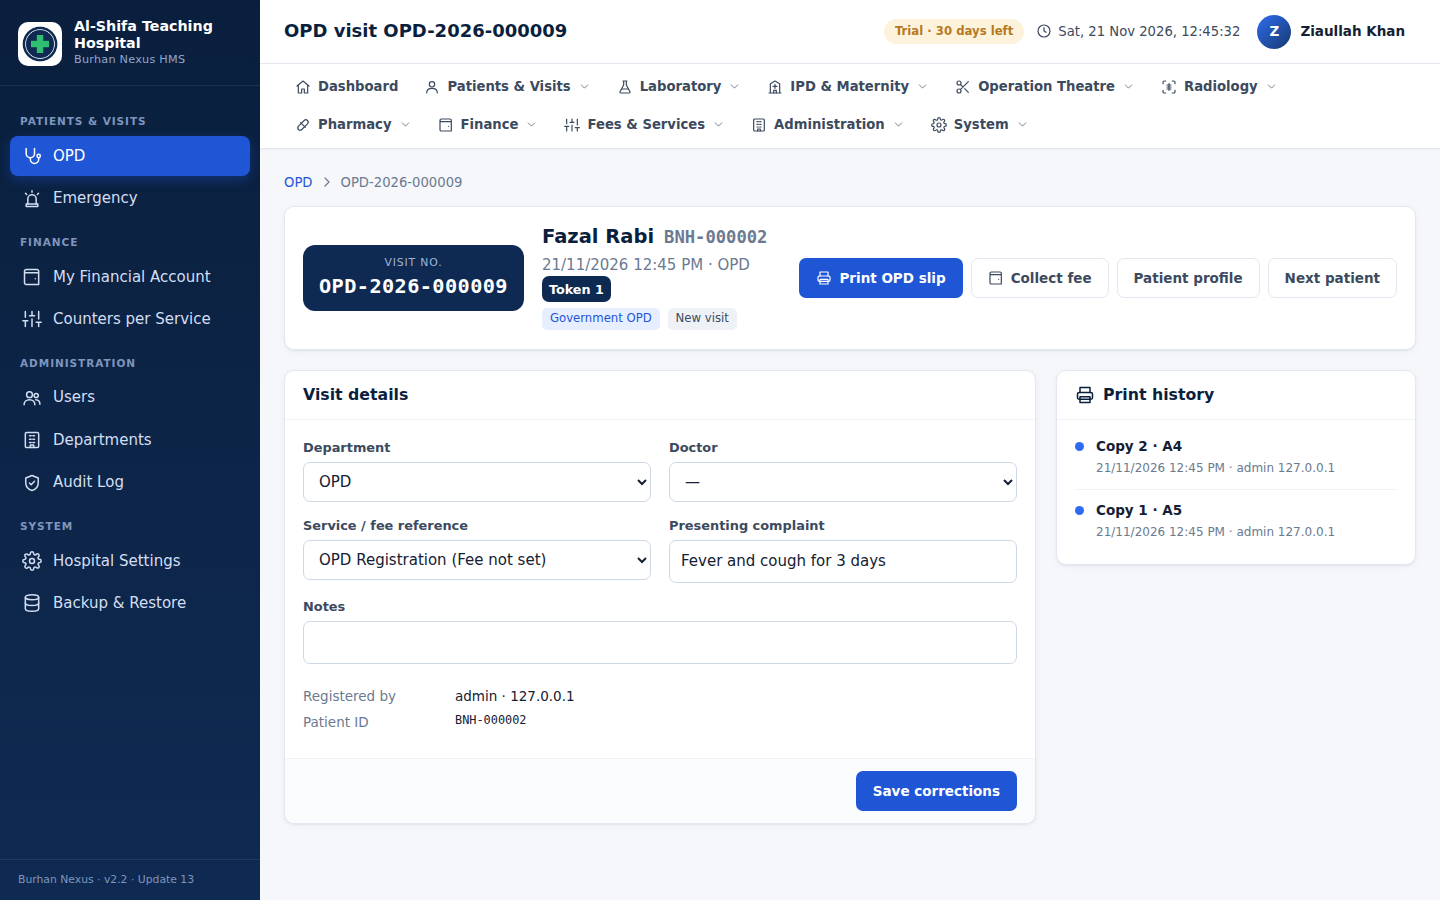 Al-Shifa Teaching
Hospital
Burhan Nexus HMS
PATIENTS & VISITS
OPD
Emergency
FINANCE
My Financial Account
Counters per Service
ADMINISTRATION
Users
Departments
Audit Log
SYSTEM
Hospital Settings
Backup & Restore
Burhan Nexus · v2.2 · Update 13
OPD visit OPD-2026-000009
Trial · 30 days left
Sat, 21 Nov 2026, 12:45:32
Z
Ziaullah Khan
Dashboard
Patients & Visits
Laboratory
IPD & Maternity
Operation Theatre
Radiology
Pharmacy
Finance
Fees & Services
Administration
System
OPD > OPD-2026-000009
VISIT NO.
OPD-2026-000009
Fazal Rabi BNH-000002
21/11/2026 12:45 PM · OPD
Token 1
Government OPD
New visit
Print OPD slip
Collect fee
Patient profile
Next patient
Visit details
Department
OPD
Doctor
—
Service / fee reference
OPD Registration (Fee not set)
Presenting complaint
Fever and cough for 3 days
Notes
Registered by
admin · 127.0.0.1
Patient ID
BNH-000002
Save corrections
Print history
Copy 2 · A4
21/11/2026 12:45 PM · admin 127.0.0.1
Copy 1 · A5
21/11/2026 12:45 PM · admin 127.0.0.1